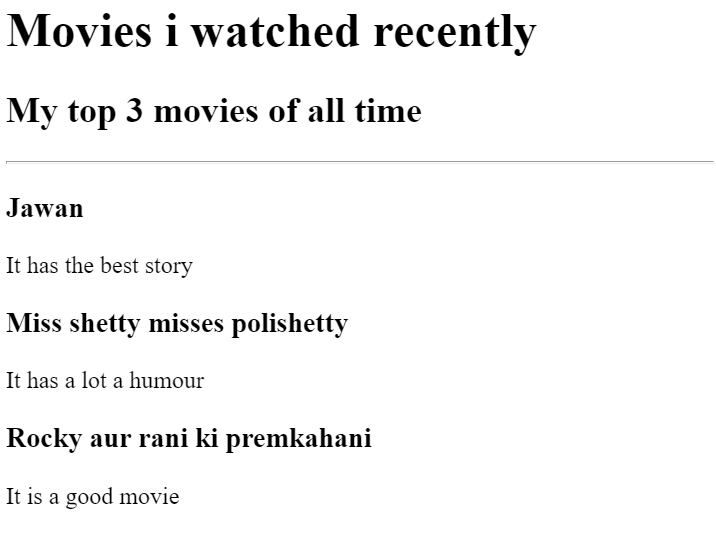 Movies i watched recently
My top 3 movies of all time
Jawan
It has the best story
Miss shetty misses polishetty
It has a lot a humour
Rocky aur rani ki premkahani
It is a good movie